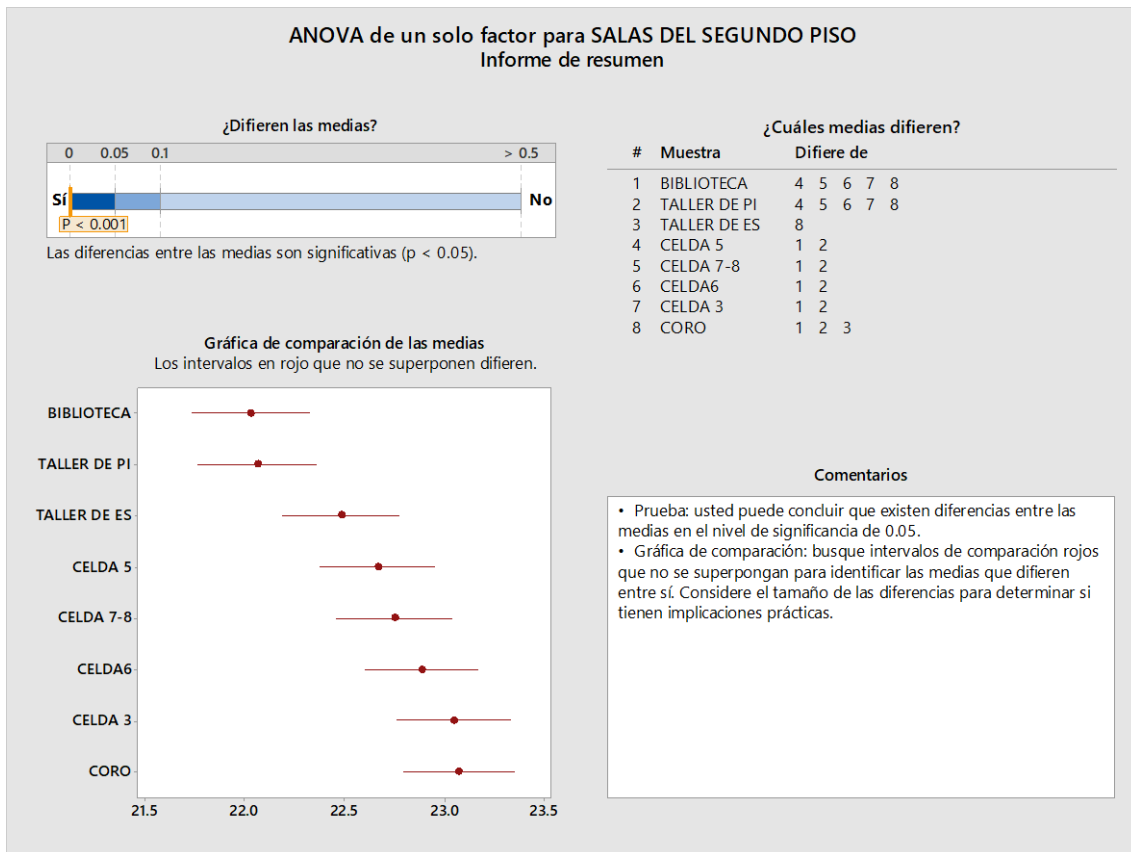 ANOVA de un solo factor para SALAS DEL SEGUNDO PISO
Informe de resumen
¿Difieren las medias?
0 0.05 0.1 > 0.5
Sí No
P < 0.001
Las diferencias entre las medias son significativas (p < 0.05).
¿Cuáles medias difieren?
# Muestra Difiere de
1 BIBLIOTECA 4 5 6 7 8
2 TALLER DE PI 4 5 6 7 8
3 TALLER DE ES 8
4 CELDA 5 1 2
5 CELDA 7-8 1 2
6 CELDA6 1 2
7 CELDA 3 1 2
8 CORO 1 2 3
Gráfica de comparación de las medias
Los intervalos en rojo que no se superponen difieren.
BIBLIOTECA
TALLER DE PI
TALLER DE ES
CELDA 5
CELDA 7-8
CELDA6
CELDA 3
CORO
21.5 22.0 22.5 23.0 23.5
Comentarios
• Prueba: usted puede concluir que existen diferencias entre las
medias en el nivel de significancia de 0.05.
• Gráfica de comparación: busque intervalos de comparación rojos
que no se superpongan para identificar las medias que difieren
entre sí. Considere el tamaño de las diferencias para determinar si
tienen implicaciones prácticas.